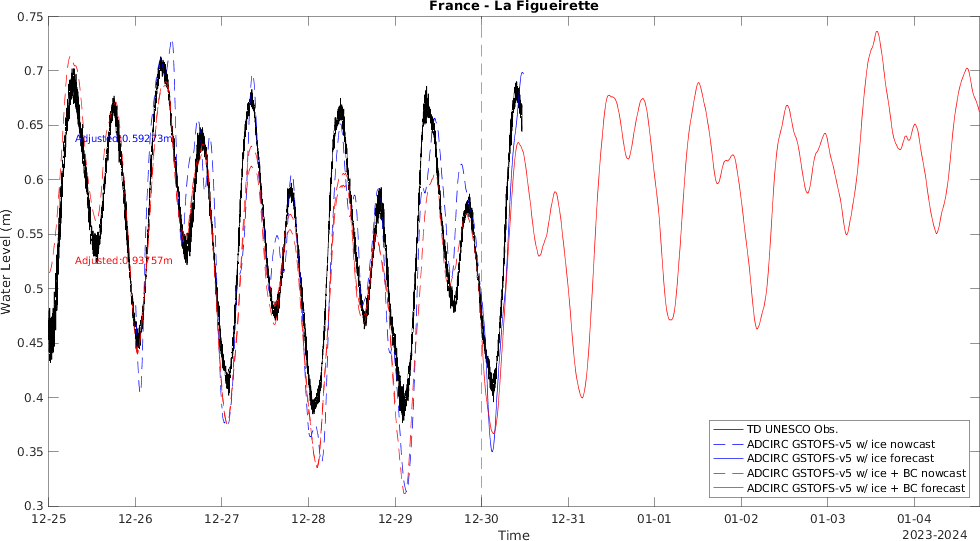 France - La Figueirette
0.75
0.7
0.65
0.6
0.55
0.5
0.45
0.4
0.35
0.3
Water Level (m)
Adjusted:0.59273m
Adjusted:0.93757m
TD UNESCO Obs.
ADCIRC GSTOFS-v5 w/ ice nowcast
ADCIRC GSTOFS-v5 w/ ice forecast
ADCIRC GSTOFS-v5 w/ ice + BC nowcast
ADCIRC GSTOFS-v5 w/ ice + BC forecast
12-25 12-26 12-27 12-28 12-29 12-30 12-31 01-01 01-02 01-03 01-04
Time
2023-2024